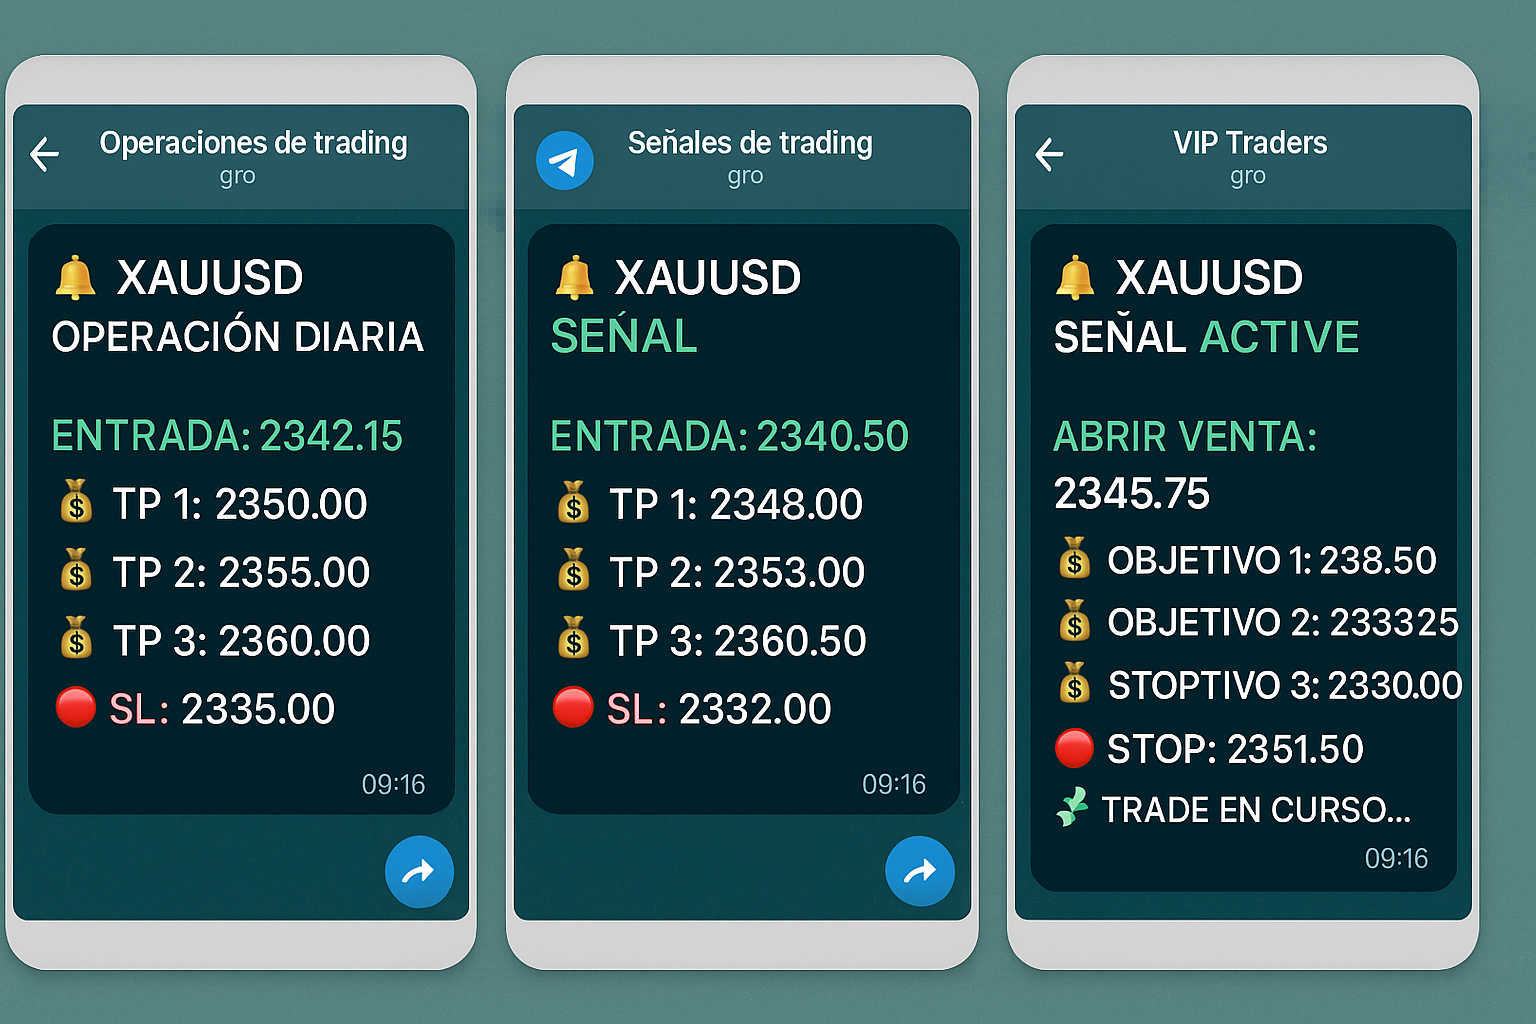 Operaciones de trading
gro
XAUUSD
OPERACIÓN DIARIA
ENTRADA: 2342.15
TP 1: 2350.00
TP 2: 2355.00
TP 3: 2360.00
SL: 2335.00
09:16
Señales de trading
gro
XAUUSD
SEŃAL
ENTRADA: 2340.50
TP 1: 2348.00
TP 2: 2353.00
TP 3: 2360.50
SL: 2332.00
09:16
VIP Traders
gro
XAUUSD
SEÑAL ACTIVE
ABRIR VENTA:
2345.75
OBJETIVO 1: 238.50
OBJETIVO 2: 233325
STOPTIVO 3: 2330.00
STOP: 2351.50
TRADE EN CURSO...
09:16